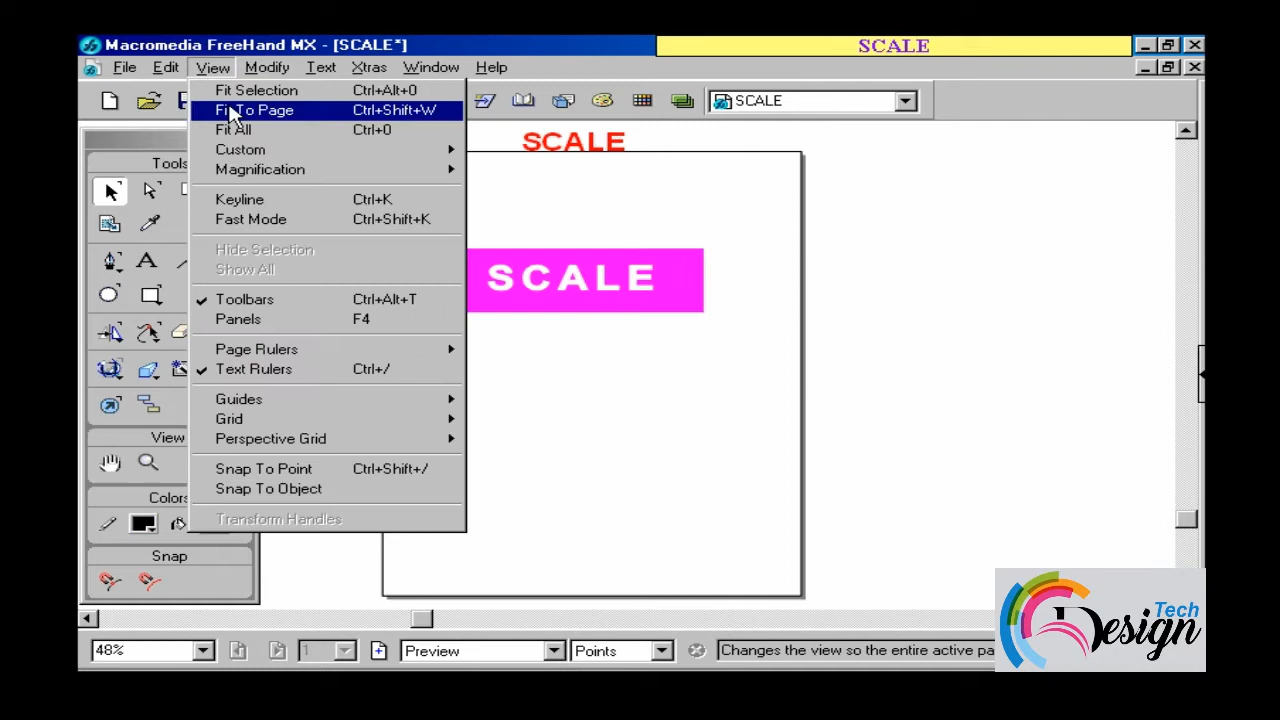 Macromedia FreeHand MX - [SCALE*]
SCALE
File Edit View Modify Text Xtras Window Help
Fit Selection Ctrl+Alt+0
Fit To Page Ctrl+Shift+W
Fit All Ctrl+0
Custom
Magnification
Keyline Ctrl+K
Fast Mode Ctrl+Shift+K
Hide Selection
Show All
Toolbars Ctrl+Alt+T
Panels F4
Page Rulers
Text Rulers Ctrl+/
Guides
Grid
Perspective Grid
Snap To Point Ctrl+Shift+/
Snap To Object
Transform Handles
SCALE
SCALE
SCALE
Tools
View
Colors
Snap
48%
1
Preview
Points
Changes the view so the entire active pa
Design Tech